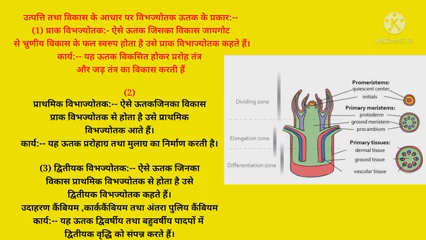 उत्पत्ति तथा विकास के आधार पर विभज्योतक ऊतक के प्रकार:--
(1) प्राक विभज्योतक:- ऐसे ऊतक जिसका विकास जायगोट
से भ्रुणीय विकास के फल स्वरुप होता है उसे प्राक विभाज्योतक कहते हैं।
कार्य:-- यह ऊतक विकसित होकर प्ररोह तंत्र
और जड़ तंत्र का विकास करती हैं
(2)
प्राथमिक विभाज्योतक:-- ऐसे ऊतकजिनका विकास
प्राक विभज्योतक से होता है उसे प्राथमिक
विभज्योतक आते हैं।
कार्य:-- यह ऊतक प्ररोहाग्र तथा मुलाग्र का निर्माण करती है।
(3) द्वितीयक विभज्योतक:-- ऐसे ऊतक जिनका
विकास प्राथमिक विभज्योतक से होता है उसे
द्वितीयक विभज्योतक कहते हैं।
उदाहरण कैंबियम ,कार्ककैंबियम तथा अंतरा पुलिय कैंबियम
कार्य:-- यह ऊतक द्विवर्षीय तथा बहुवर्षीय पादपों में
द्वितीयक वृद्धि को संपन्न करते हैं।
Dividing zone
Elongation zone
Differentiation zone
Promeristems:
quiescent center
initials
Primary meristems:
protoderm
ground meristem
procambium
Primary tissues:
dermal tissue
ground tissue
vascular tissue